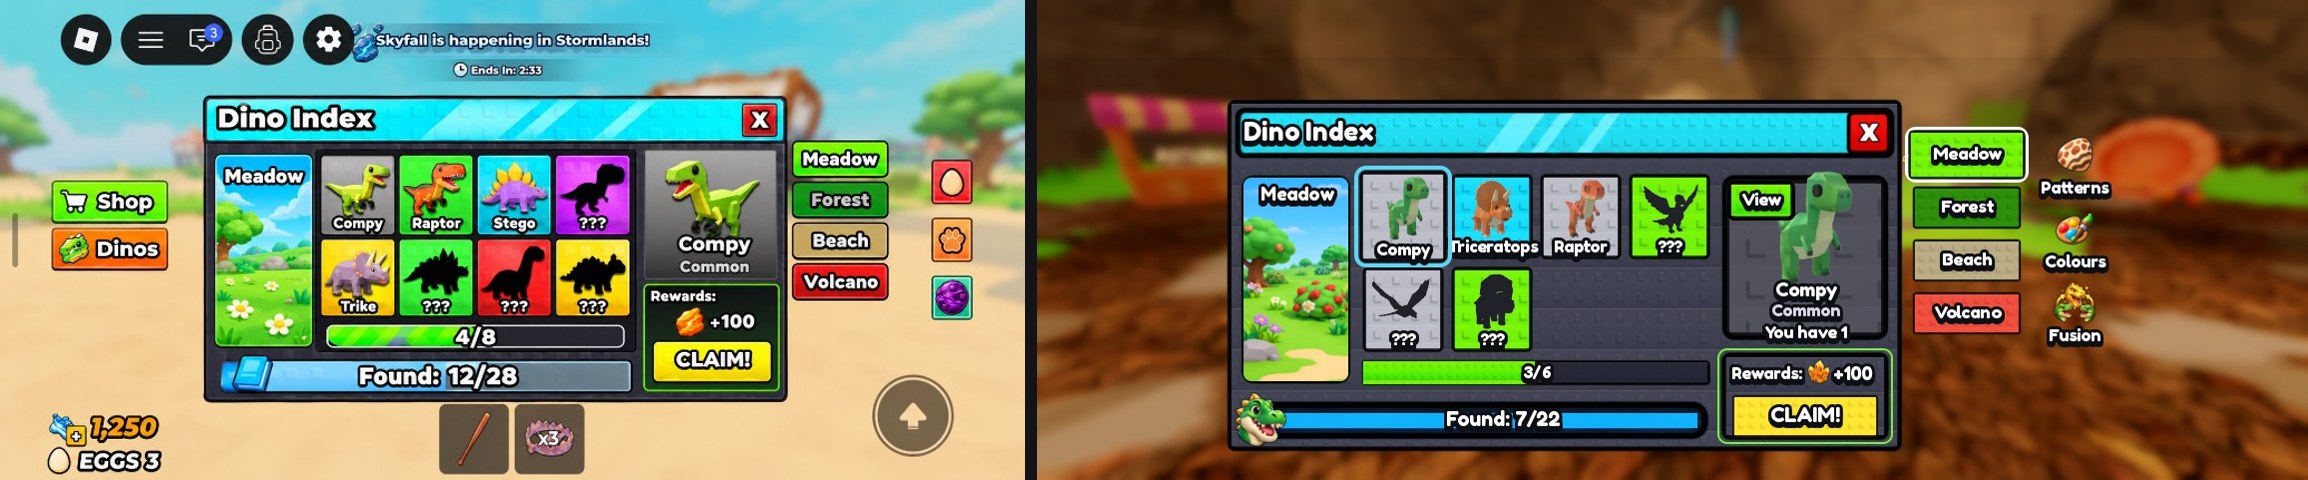 3
Skyfall is happening in Stormlands!
Ends In: 2:33
Dino Index
X
Meadow
Compy
Raptor
Stego
???
Trike
???
???
???
4/8
Found: 12/28
Compy
Common
Rewards:
+100
CLAIM!
Meadow
Forest
Beach
Volcano
Shop
Dinos
1,250
EGGS 3
x3
Dino Index
X
Meadow
Compy
Triceratops
Raptor
???
???
???
3/6
Found: 7/22
View
Compy
Common
You have 1
Rewards: +100
CLAIM!
Meadow
Forest
Beach
Volcano
Patterns
Colours
Fusion